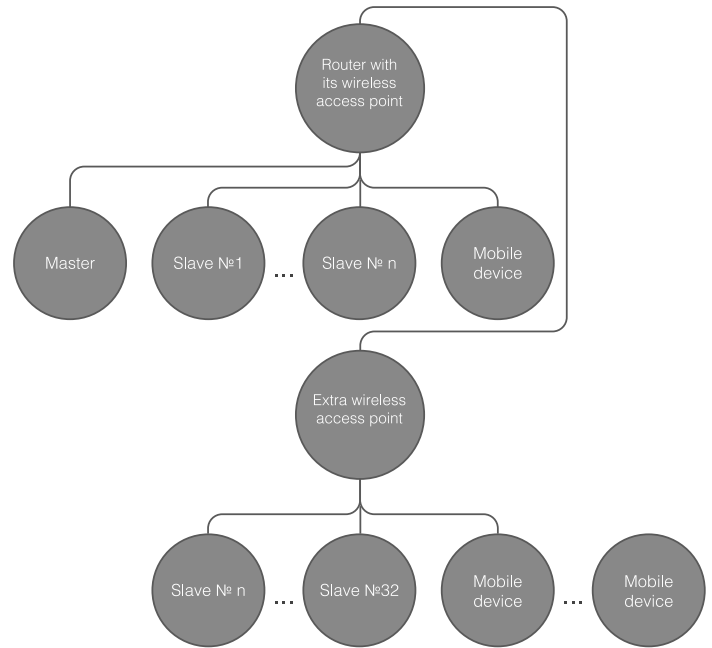 Router with
its wireless
access point
Master
Slave №1
...
Slave № n
Mobile
device
Extra wireless
access point
Slave № n
...
Slave №32
Mobile
device
...
Mobile
device